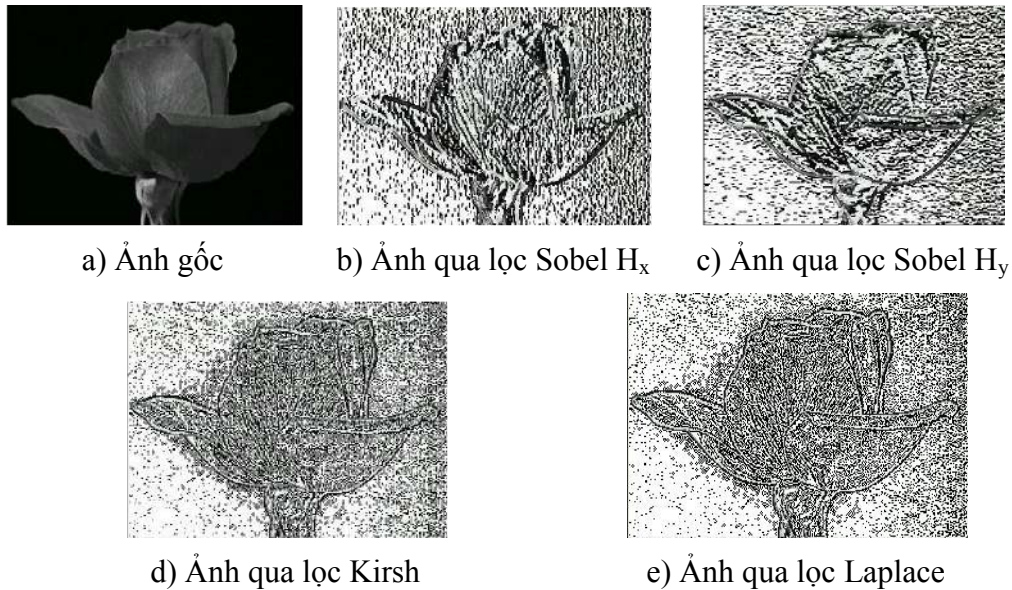 a) Ảnh gốc
b) Ảnh qua lọc Sobel Hx
c) Ảnh qua lọc Sobel Hy
d) Ảnh qua lọc Kirsh
e) Ảnh qua lọc Laplace